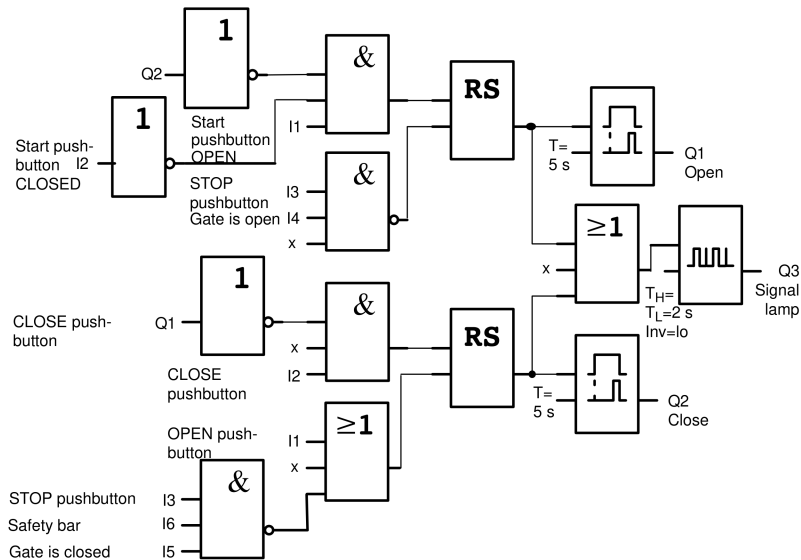 1
Q2
&
RS
1
Start
pushbutton
OPEN
I1
Start push-
button I2
CLOSED
T=
5 s
Q1
Open
STOP
pushbutton
Gate is open
I3
I4
x
&
≥1
x
Q3
Signal
lamp
TH=
TL=2 s
Inv=lo
1
Q1
&
RS
CLOSE push-
button
x
I2
CLOSE
pushbutton
T=
5 s
Q2
Close
OPEN push-
button
I1
x
≥1
&
STOP pushbutton I3
Safety bar I6
Gate is closed I5